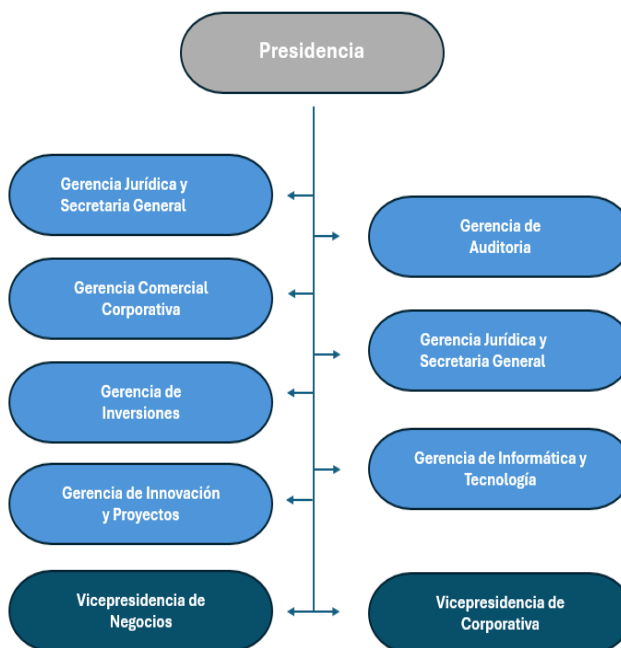 Presidencia
Gerencia Jurídica y
Secretaria General
Gerencia de
Auditoria
Gerencia Comercial
Corporativa
Gerencia Jurídica y
Secretaria General
Gerencia de
Inversiones
Gerencia de Informática y
Tecnología
Gerencia de Innovación
y Proyectos
Vicepresidencia de
Negocios
Vicepresidencia de
Corporativa